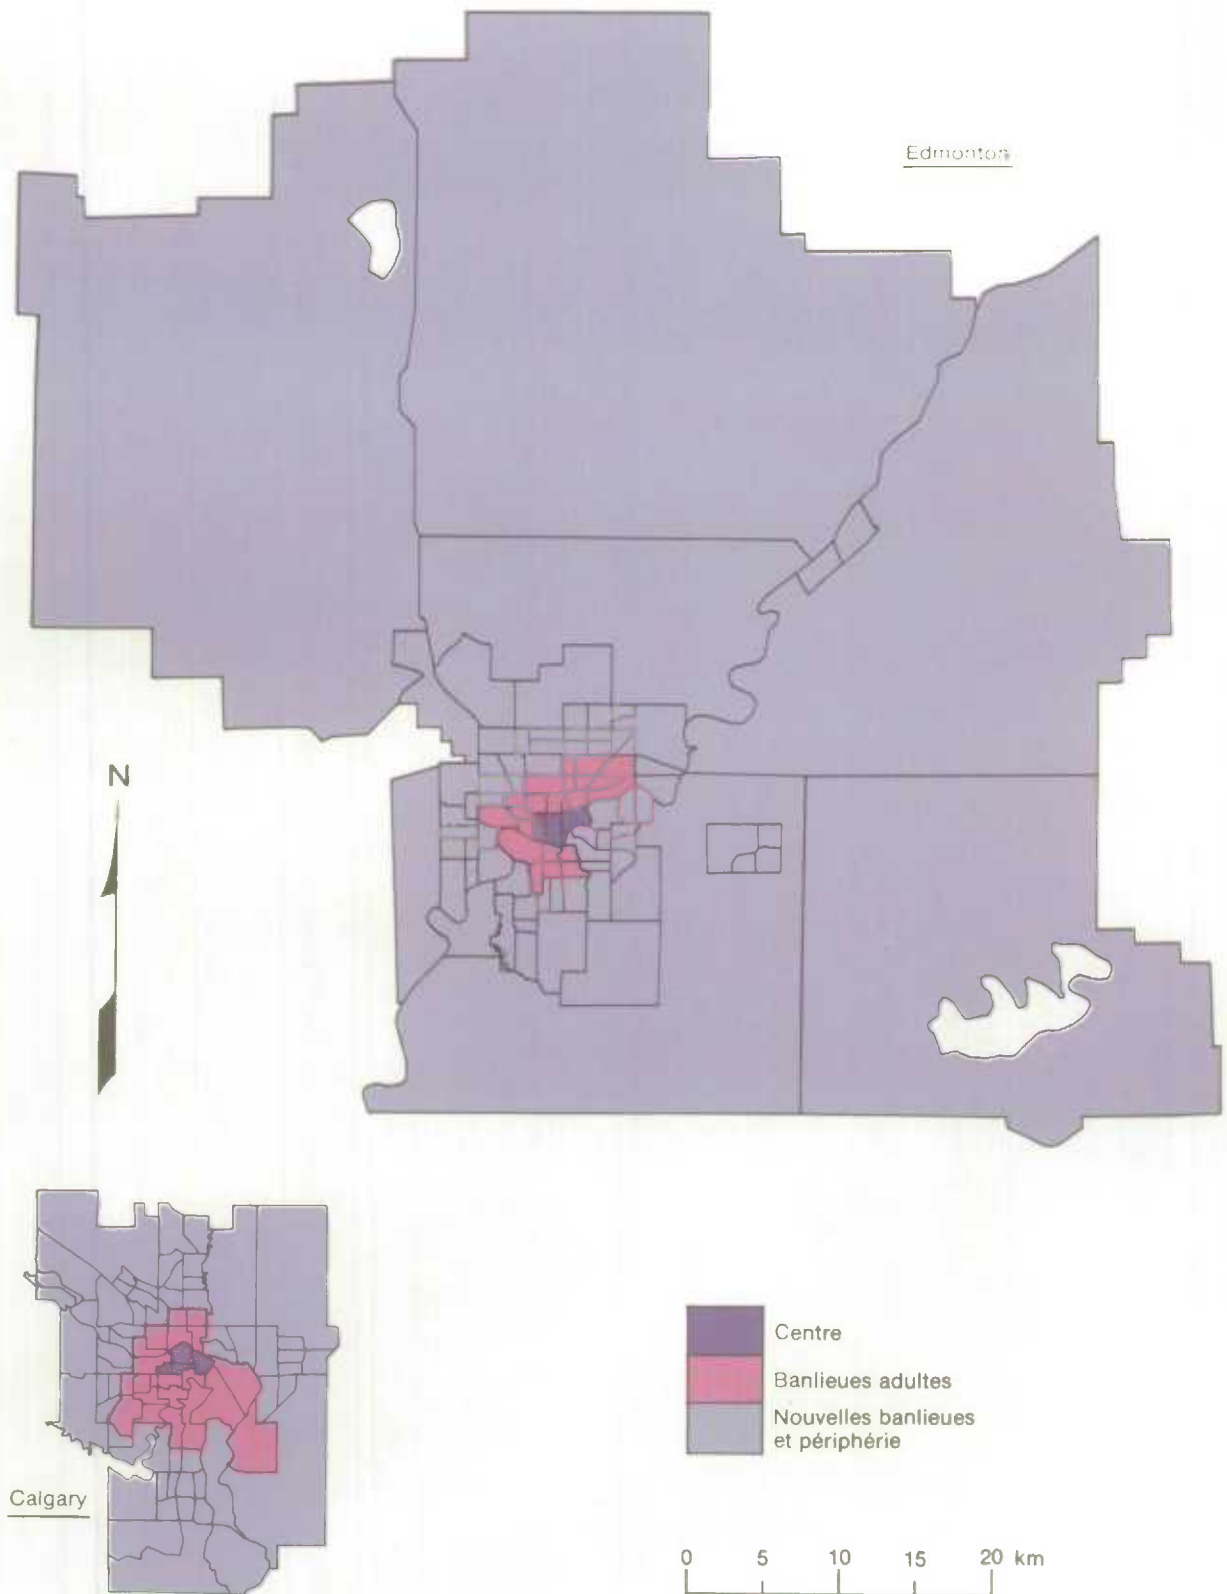 Edmonton
N
Calgary
Centre
Banlieues adultes
Nouvelles banlieues
et périphérie
0 5 10 15 20 km